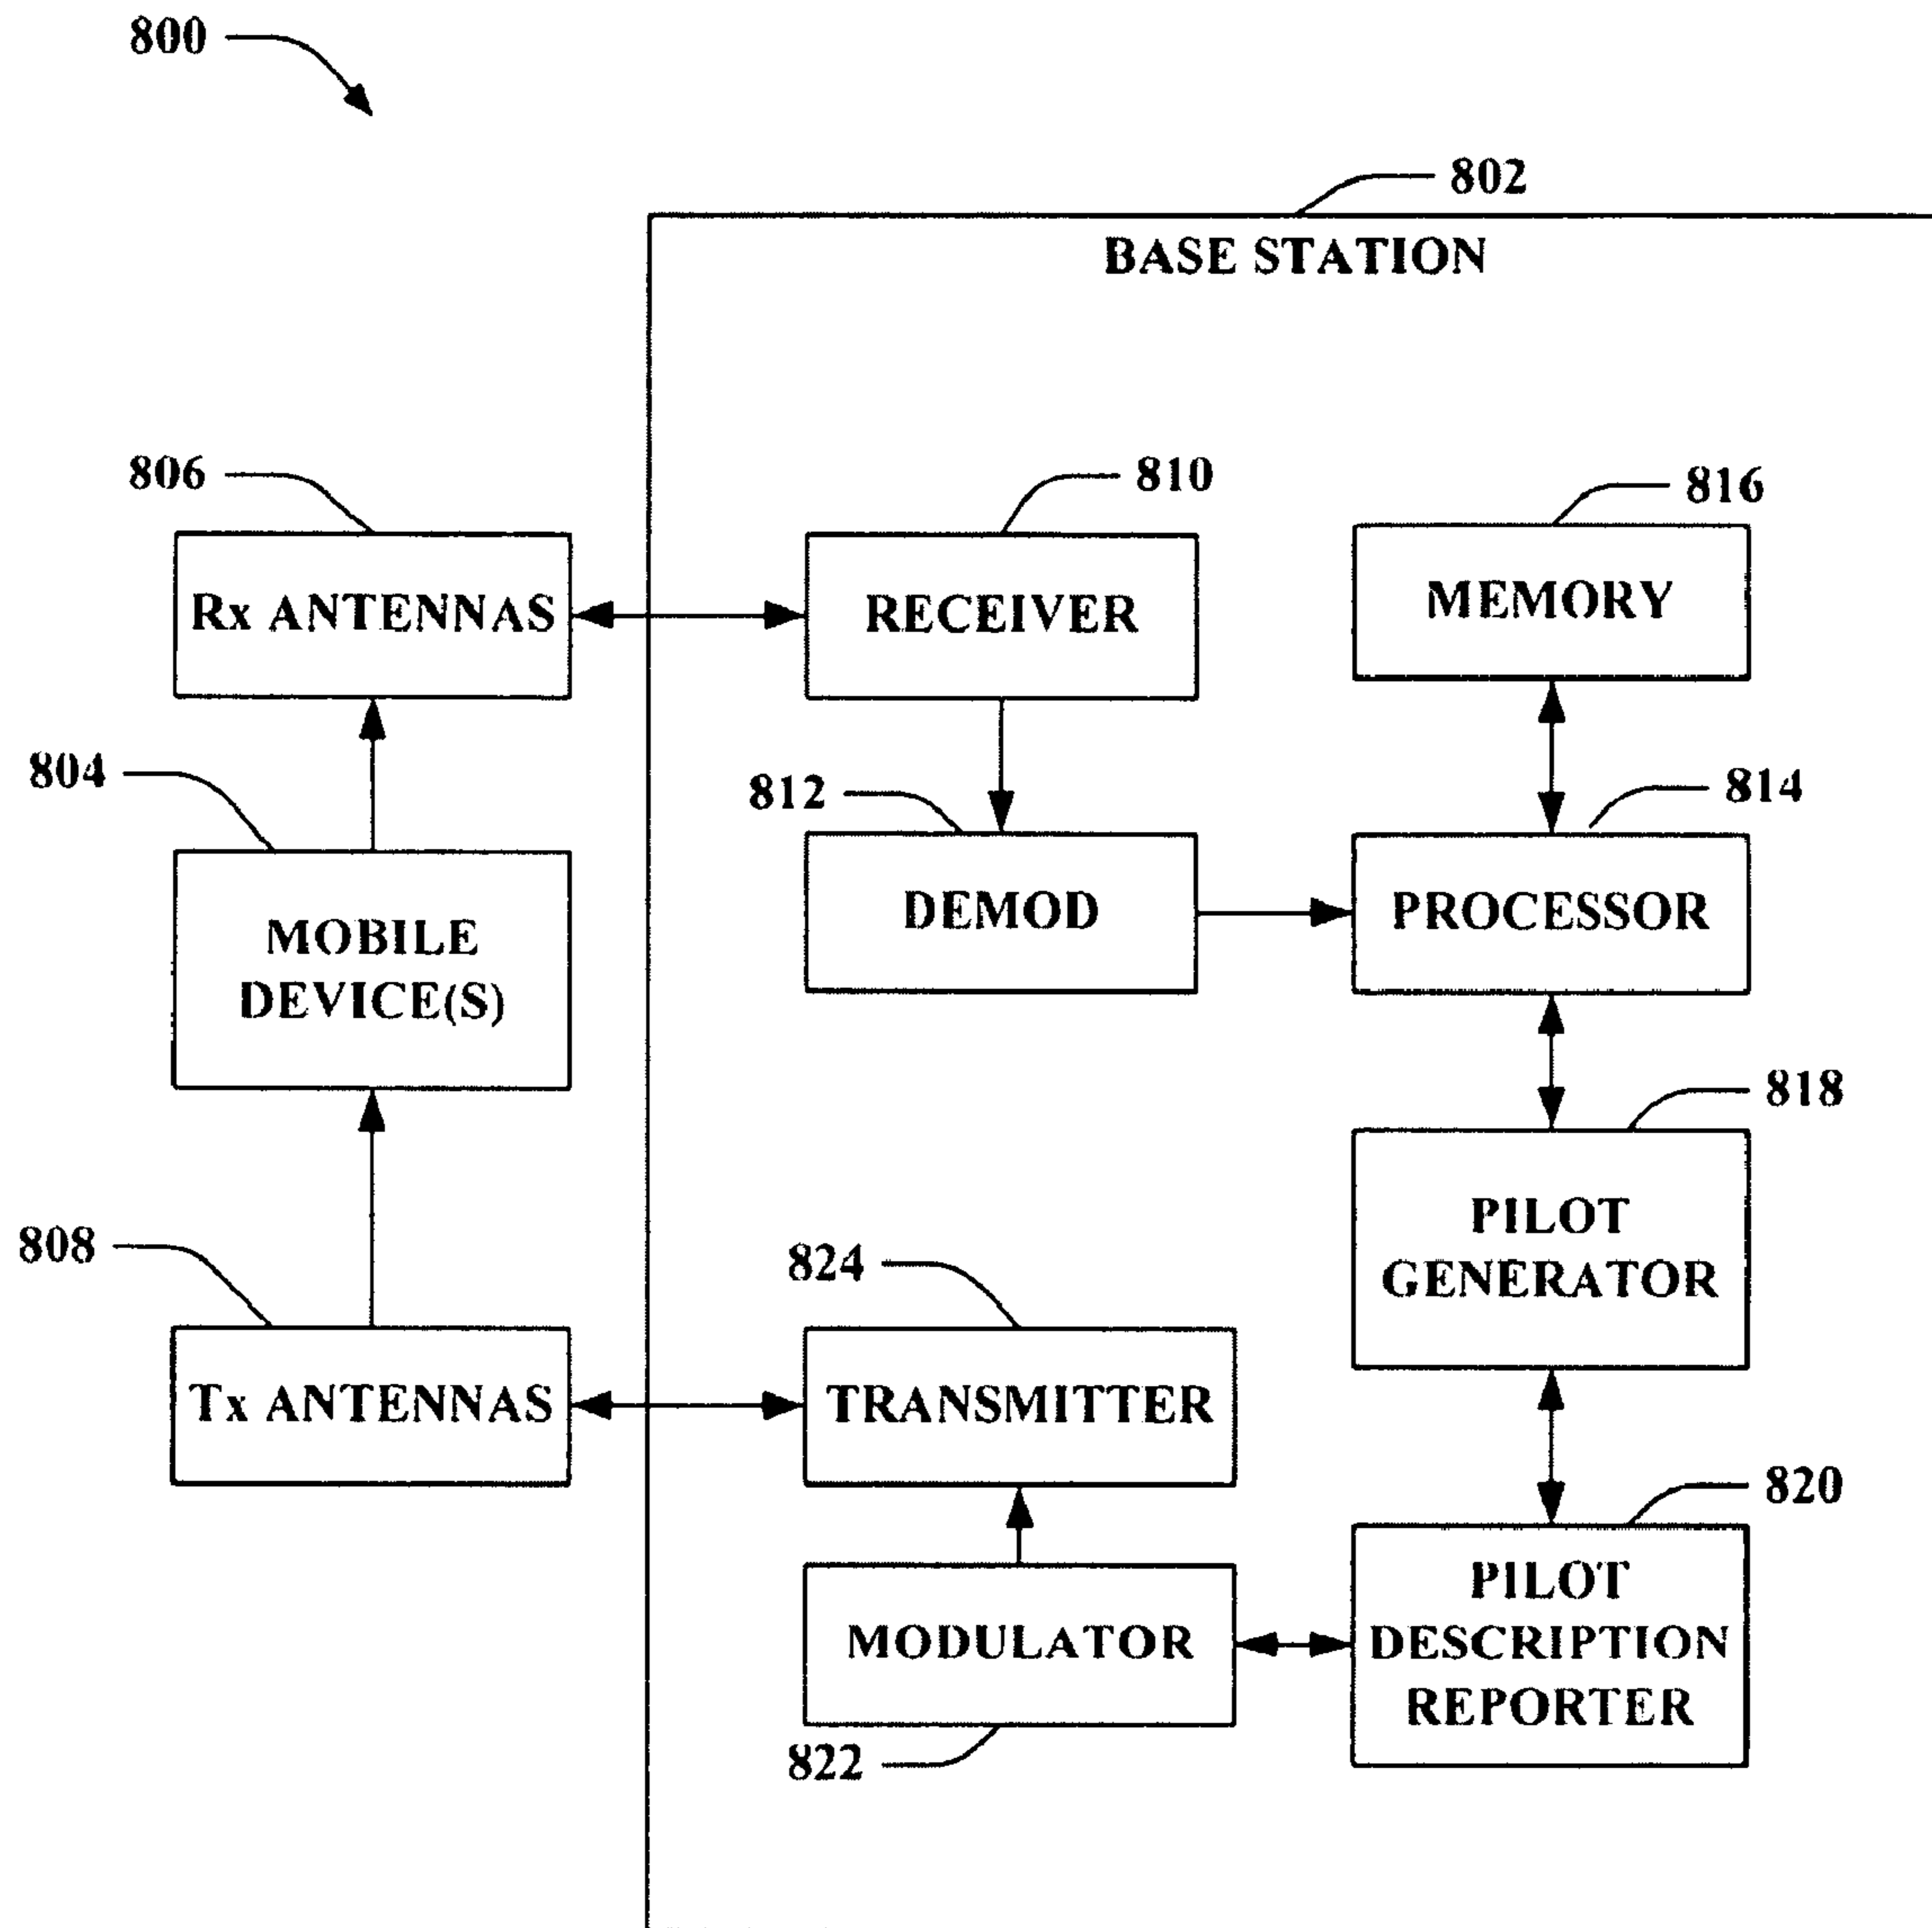 800
802
BASE STATION
806
810
816
Rx ANTENNAS
RECEIVER
MEMORY
804
812
814
MOBILE
DEVICE(S)
DEMOD
PROCESSOR
818
808
824
PILOT
GENERATOR
Tx ANTENNAS
TRANSMITTER
820
MODULATOR
PILOT
DESCRIPTION
REPORTER
822